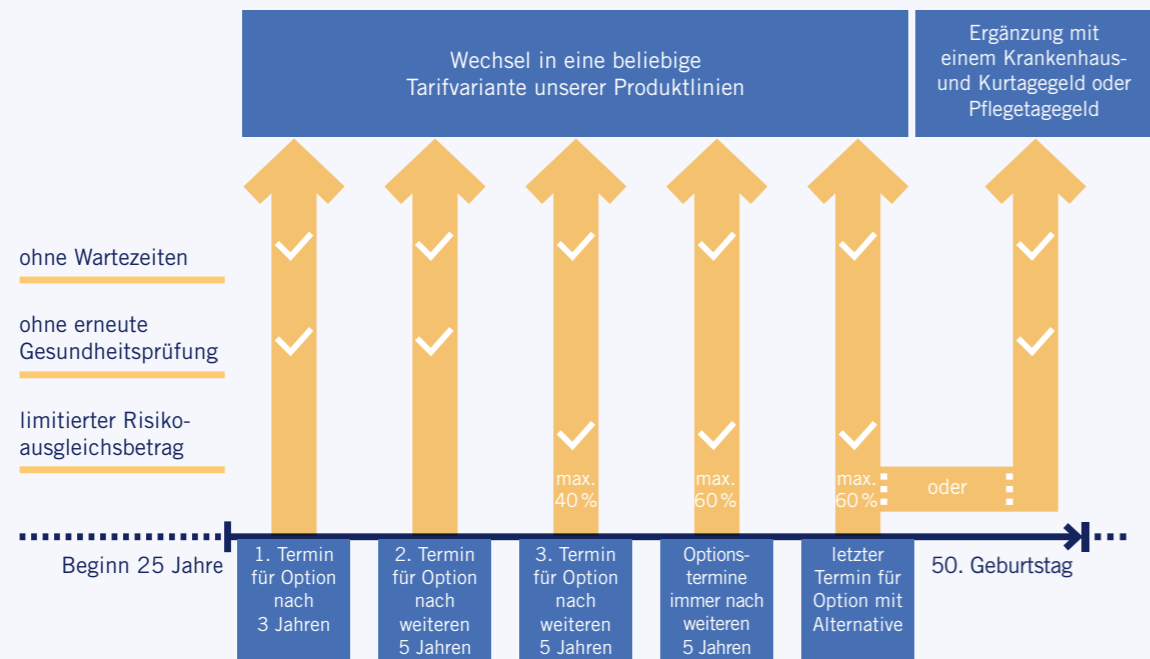 Wechsel in eine beliebige
Tarifvariante unserer Produktlinien
Ergänzung mit
einem Krankenhaus-
und Kurtagegeld oder
Pflegetagegeld
ohne Wartezeiten
ohne erneute
Gesundheitsprüfung
limitierter Risiko-
ausgleichsbetrag
max.
40 %
max.
60 %
max.
60 %
oder
Beginn 25 Jahre
1. Termin
für Option
nach
3 Jahren
2. Termin
für Option
nach
weiteren
5 Jahren
3. Termin
für Option
nach
weiteren
5 Jahren
Options-
termine
immer nach
weiteren
5 Jahren
letzter
Termin für
Option mit
Alternative
50. Geburtstag